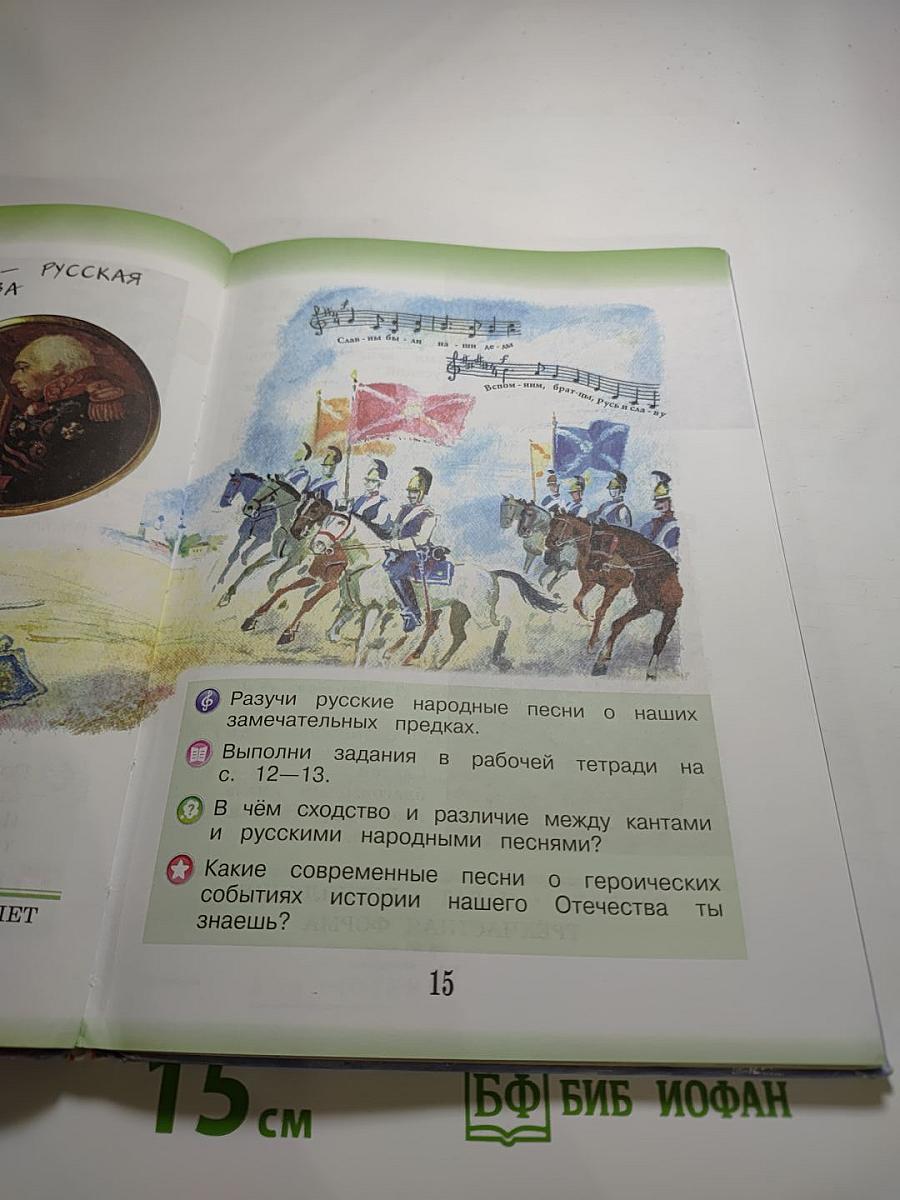 — РУССКАЯ
ВА
Слав - ны бы - ли на - ши де - ды
Вспом - ним, брат - цы, Русь и сла - ву
Разучи русские народные песни о наших
замечательных предках.
Выполни задания в рабочей тетради на
с. 12—13.
? В чём сходство и различие между кантами
и русскими народными песнями?
Какие современные песни о героических
событиях истории нашего Отечества ты
знаешь?
ЛЕТ
15
15 см
БФ БИБ ИОФАН